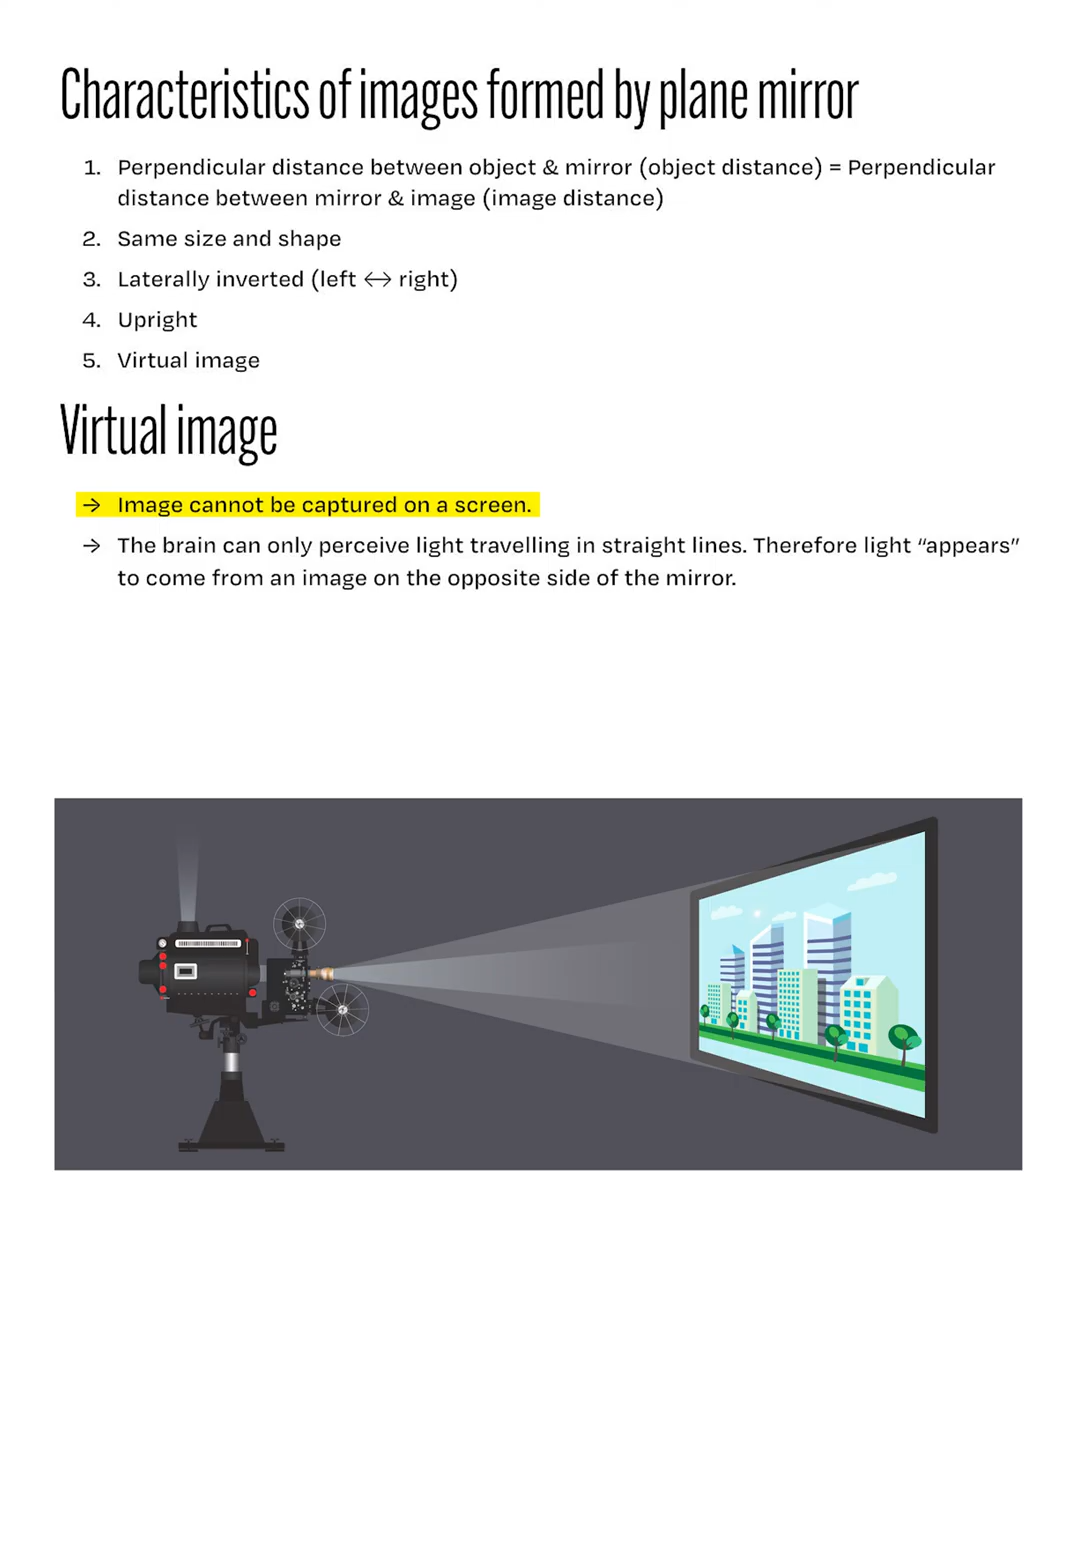 Characteristics of images formed by plane mirror
1. Perpendicular distance between object & mirror (object distance) = Perpendicular
distance between mirror & image (image distance)
2. Same size and shape
3. Laterally inverted (left ↔ right)
4. Upright
5. Virtual image
Virtual image
→ Image cannot be captured on a screen.
→ The brain can only perceive light travelling in straight lines. Therefore light “appears”
to come from an image on the opposite side of the mirror.